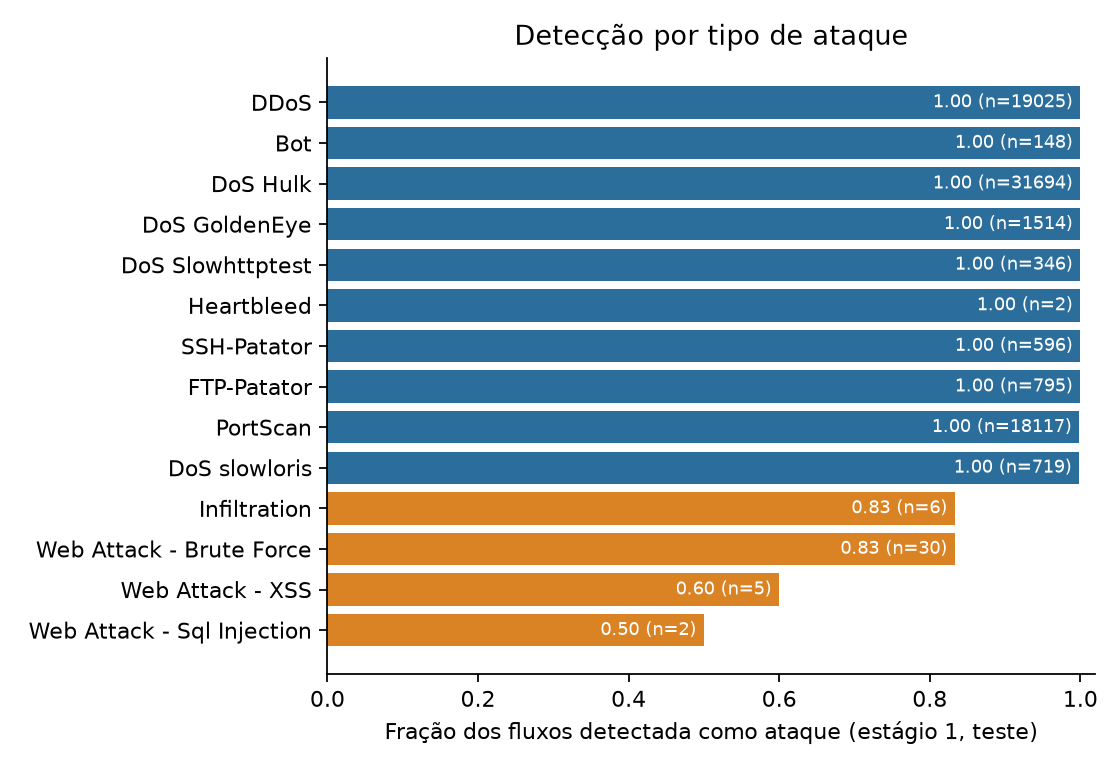 Detecção por tipo de ataque
DDoS 1.00 (n=19025)
Bot 1.00 (n=148)
DoS Hulk 1.00 (n=31694)
DoS GoldenEye 1.00 (n=1514)
DoS Slowhttptest 1.00 (n=346)
Heartbleed 1.00 (n=2)
SSH-Patator 1.00 (n=596)
FTP-Patator 1.00 (n=795)
PortScan 1.00 (n=18117)
DoS slowloris 1.00 (n=719)
Infiltration 0.83 (n=6)
Web Attack - Brute Force 0.83 (n=30)
Web Attack - XSS 0.60 (n=5)
Web Attack - Sql Injection 0.50 (n=2)
0.0 0.2 0.4 0.6 0.8 1.0
Fração dos fluxos detectada como ataque (estágio 1, teste)